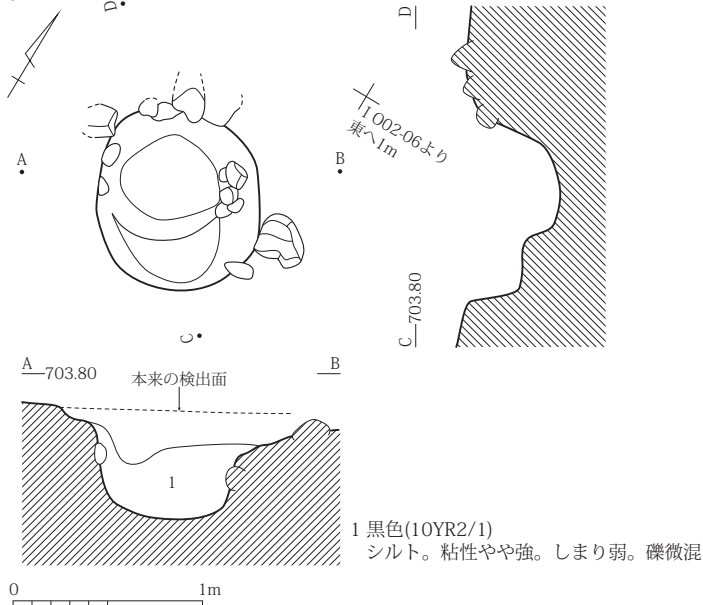 D
D
I O02-06より
東へ1m
A
B
C
C 703.80
A 703.80
B
本来の検出面
1
1 黒色(10YR2/1)
シルト。粘性やや強。しまり弱。礫微混
0
1m